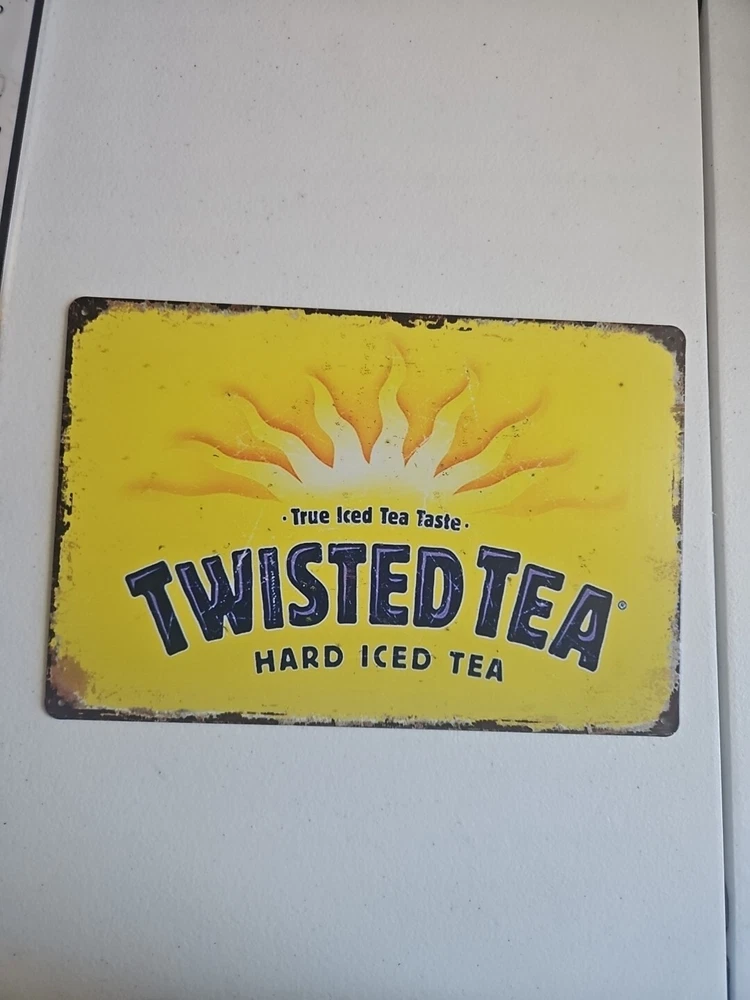 · True Iced Tea Taste ·
TWISTED TEA®
HARD ICED TEA